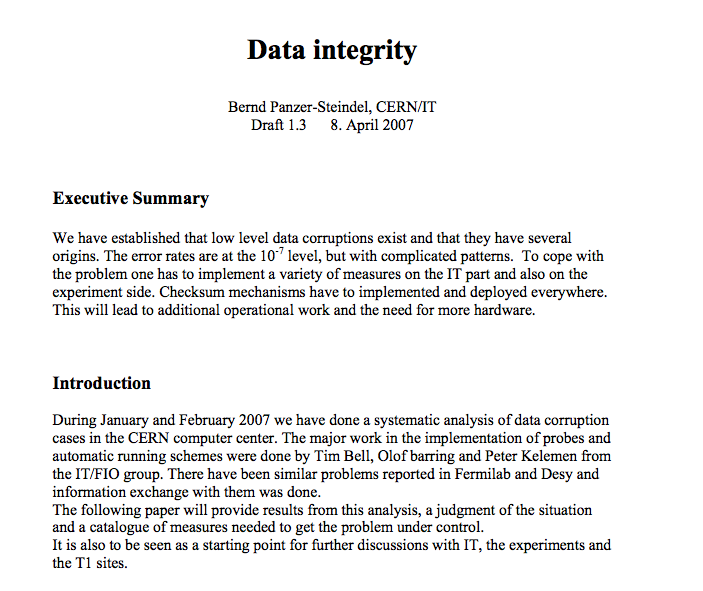 Data integrity
Bernd Panzer-Steindel, CERN/IT
Draft 1.3 8. April 2007
Executive Summary
We have established that low level data corruptions exist and that they have several
origins. The error rates are at the 10⁻⁷ level, but with complicated patterns. To cope with
the problem one has to implement a variety of measures on the IT part and also on the
experiment side. Checksum mechanisms have to implemented and deployed everywhere.
This will lead to additional operational work and the need for more hardware.
Introduction
During January and February 2007 we have done a systematic analysis of data corruption
cases in the CERN computer center. The major work in the implementation of probes and
automatic running schemes were done by Tim Bell, Olof barring and Peter Kelemen from
the IT/FIO group. There have been similar problems reported in Fermilab and Desy and
information exchange with them was done.
The following paper will provide results from this analysis, a judgment of the situation
and a catalogue of measures needed to get the problem under control.
It is also to be seen as a starting point for further discussions with IT, the experiments and
the T1 sites.